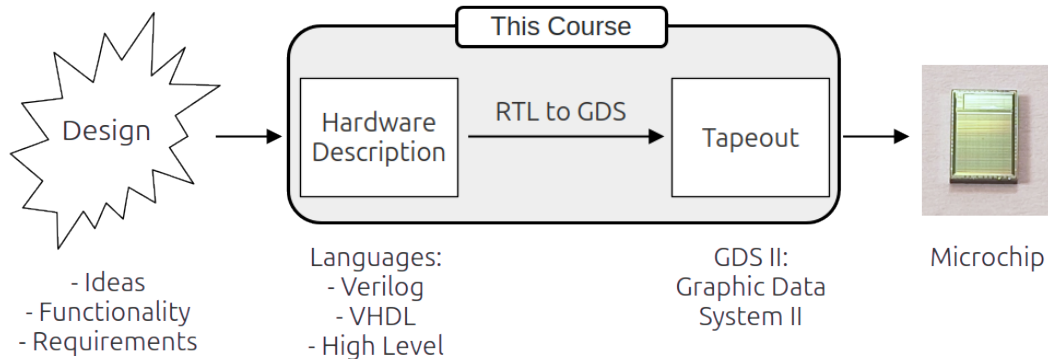 This Course
Design
Hardware
Description
RTL to GDS
Tapeout
- Ideas
- Functionality
- Requirements
Languages:
- Verilog
- VHDL
- High Level
GDS II:
Graphic Data
System II
Microchip